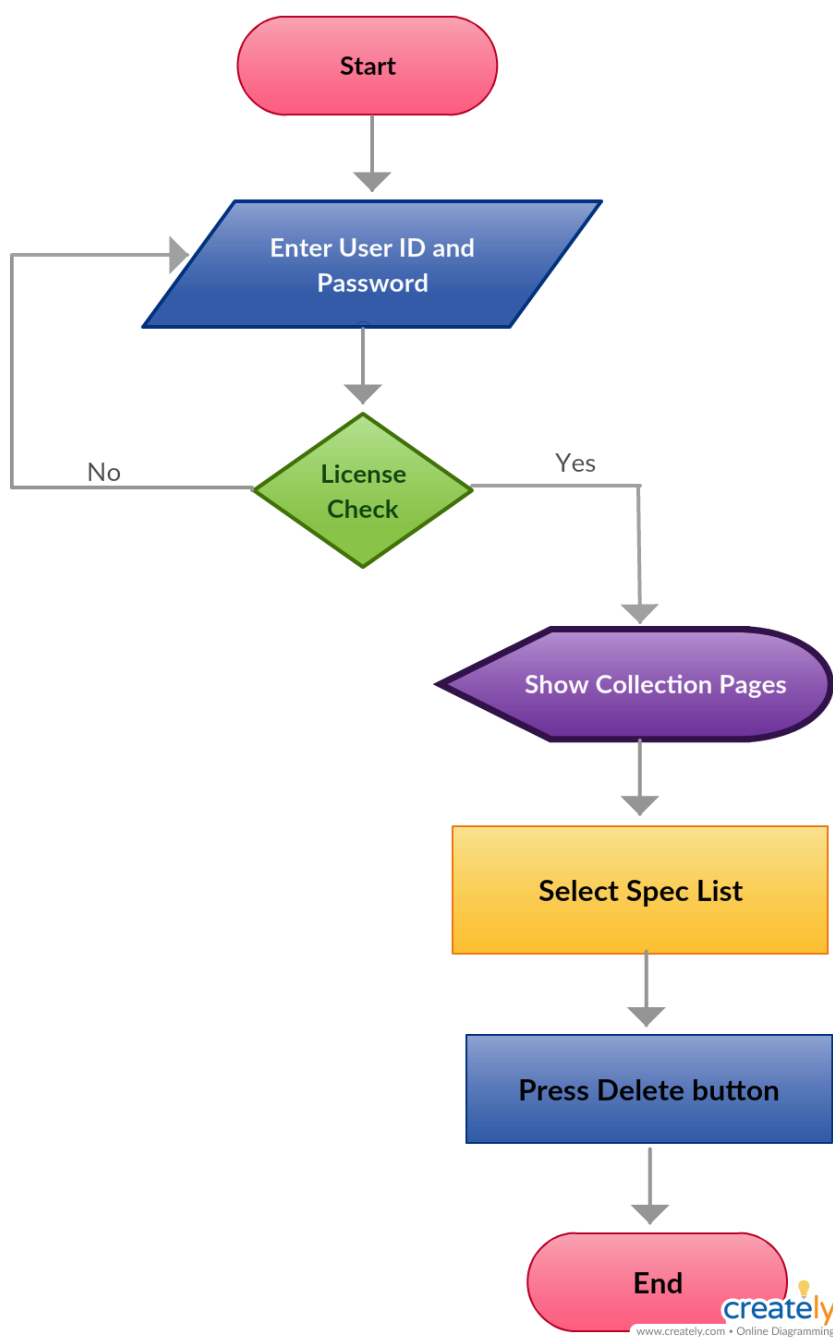 Start
Enter User ID and
Password
No
License
Check
Yes
Show Collection Pages
Select Spec List
Press Delete button
End
creately
www.creately.com • Online Diagramming